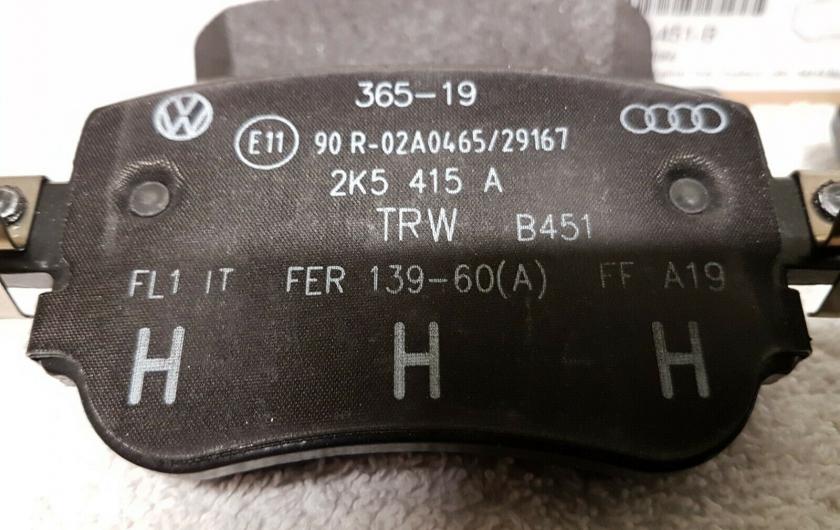 365-19
E11 90 R-02A0465/29167
2K5 415 A
TRW B451
FL1 IT FER 139-60(A) FF A19
H H H